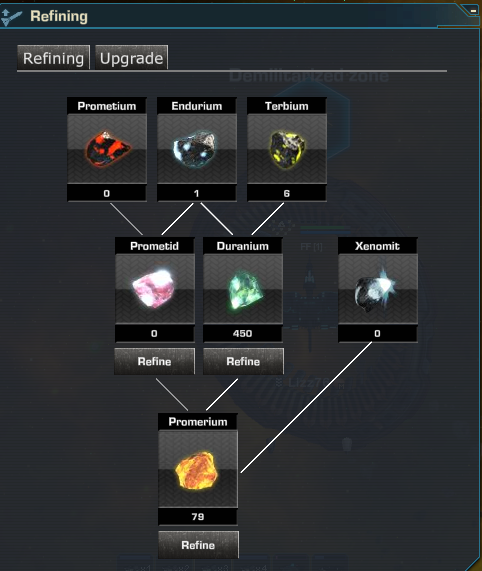 Refining
Refining Upgrade
Demilitarized zone
Prometium Endurium Terbium
0 1 6
Prometid Duranium Xenomit
0 450 0
Refine Refine
Promerium
79
Refine